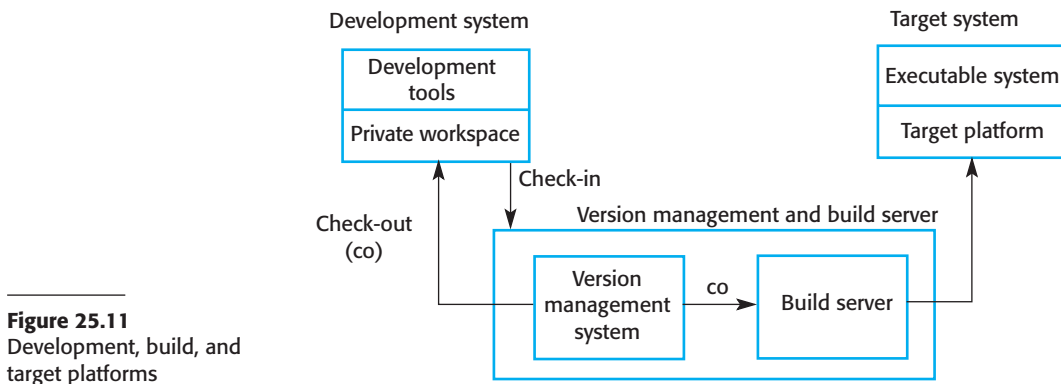 Development system
Target system
Development
tools
Private workspace
Executable system
Target platform
Check-in
Check-out
(co)
Version management and build server
Version
management
system
co
Build server
Figure 25.11
Development, build, and
target platforms